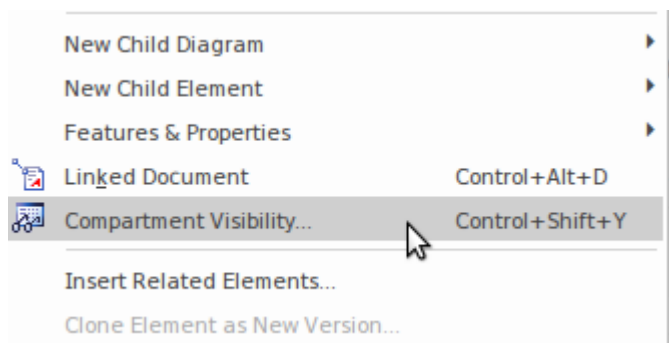 New Child Diagram
New Child Element
Features & Properties
Linked Document Control+Alt+D
Compartment Visibility... Control+Shift+Y
Insert Related Elements...
Clone Element as New Version...